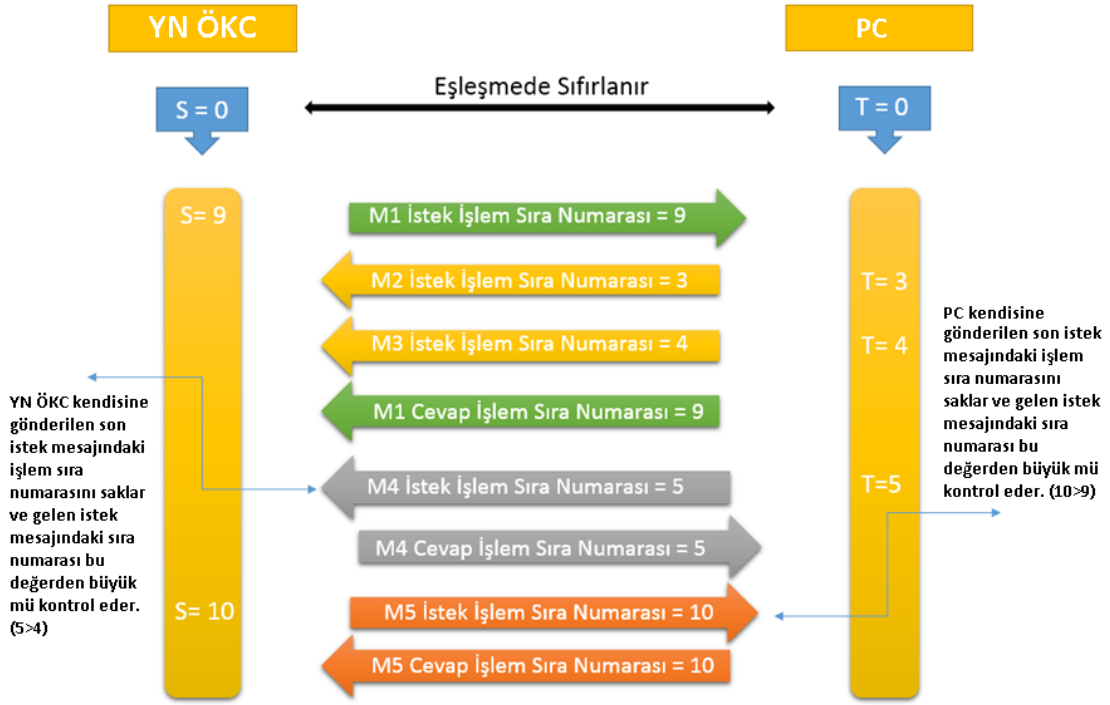 YN ÖKC
PC
Eşleşmede Sıfırlanır
S = 0
T = 0
S= 9
M1 İstek İşlem Sıra Numarası = 9
M2 İstek İşlem Sıra Numarası = 3
T= 3
M3 İstek İşlem Sıra Numarası = 4
T= 4
M1 Cevap İşlem Sıra Numarası = 9
M4 İstek İşlem Sıra Numarası = 5
T=5
M4 Cevap İşlem Sıra Numarası = 5
S= 10
M5 İstek İşlem Sıra Numarası = 10
M5 Cevap İşlem Sıra Numarası = 10
YN ÖKC kendisine
gönderilen son
istek mesajındaki
işlem sıra
numarasını saklar
ve gelen istek
mesajındaki sıra
numarası bu
değerden büyük
mü kontrol eder.
(5>4)
PC kendisine
gönderilen son istek
mesajındaki işlem
sıra numarasını
saklar ve gelen istek
mesajındaki sıra
numarası bu
değerden büyük mü
kontrol eder. (10>9)